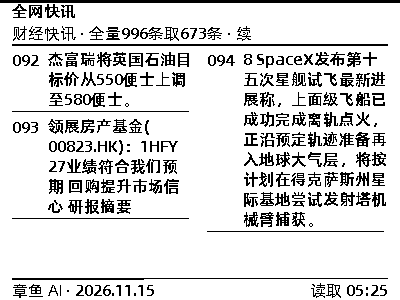 全网快讯
财经快讯 · 全量996条取673条 · 续
092 杰富瑞将英国石油目
标价从550便士上调
至580便士。
093 领展房产基金(
00823.HK)：1HFY
27业绩符合我们预
期 回购提升市场信
心 研报摘要
094 8 SpaceX发布第十
五次星舰试飞最新进
展称，上面级飞船已
成功完成离轨点火，
正沿预定轨迹准备再
入地球大气层，将按
计划在得克萨斯州星
际基地尝试发射塔机
械臂捕获。
章鱼 AI · 2026.11.15
读取 05:25